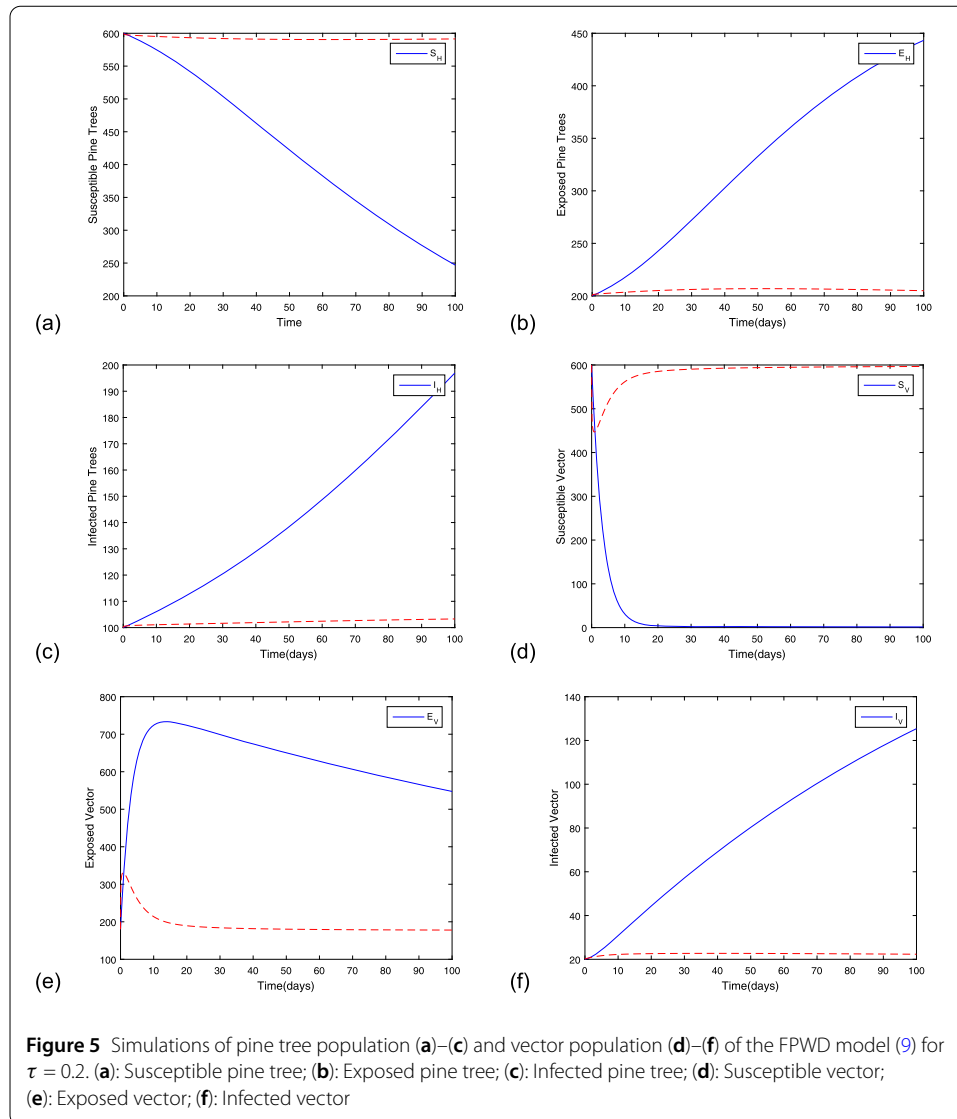 600
550
500
450
400
350
300
250
200
0 10 20 30 40 50 60 70 80 90 100
Susceptible Pine Trees
Time
S_H
(a)
450
400
350
300
250
200
0 10 20 30 40 50 60 70 80 90 100
Exposed Pine Trees
Time(days)
E_H
(b)
200
190
180
170
160
150
140
130
120
110
100
0 10 20 30 40 50 60 70 80 90 100
Infected Pine Trees
Time(days)
I_H
(c)
600
500
400
300
200
100
0
0 10 20 30 40 50 60 70 80 90 100
Susceptible Vector
Time(days)
S_V
(d)
800
700
600
500
400
300
200
100
0 10 20 30 40 50 60 70 80 90 100
Exposed Vector
Time(days)
E_V
(e)
140
120
100
80
60
40
20
0 10 20 30 40 50 60 70 80 90 100
Infected Vector
Time(days)
I_V
(f)
Figure 5 Simulations of pine tree population (a)–(c) and vector population (d)–(f) of the FPWD model (9) for
τ = 0.2. (a): Susceptible pine tree; (b): Exposed pine tree; (c): Infected pine tree; (d): Susceptible vector;
(e): Exposed vector; (f): Infected vector